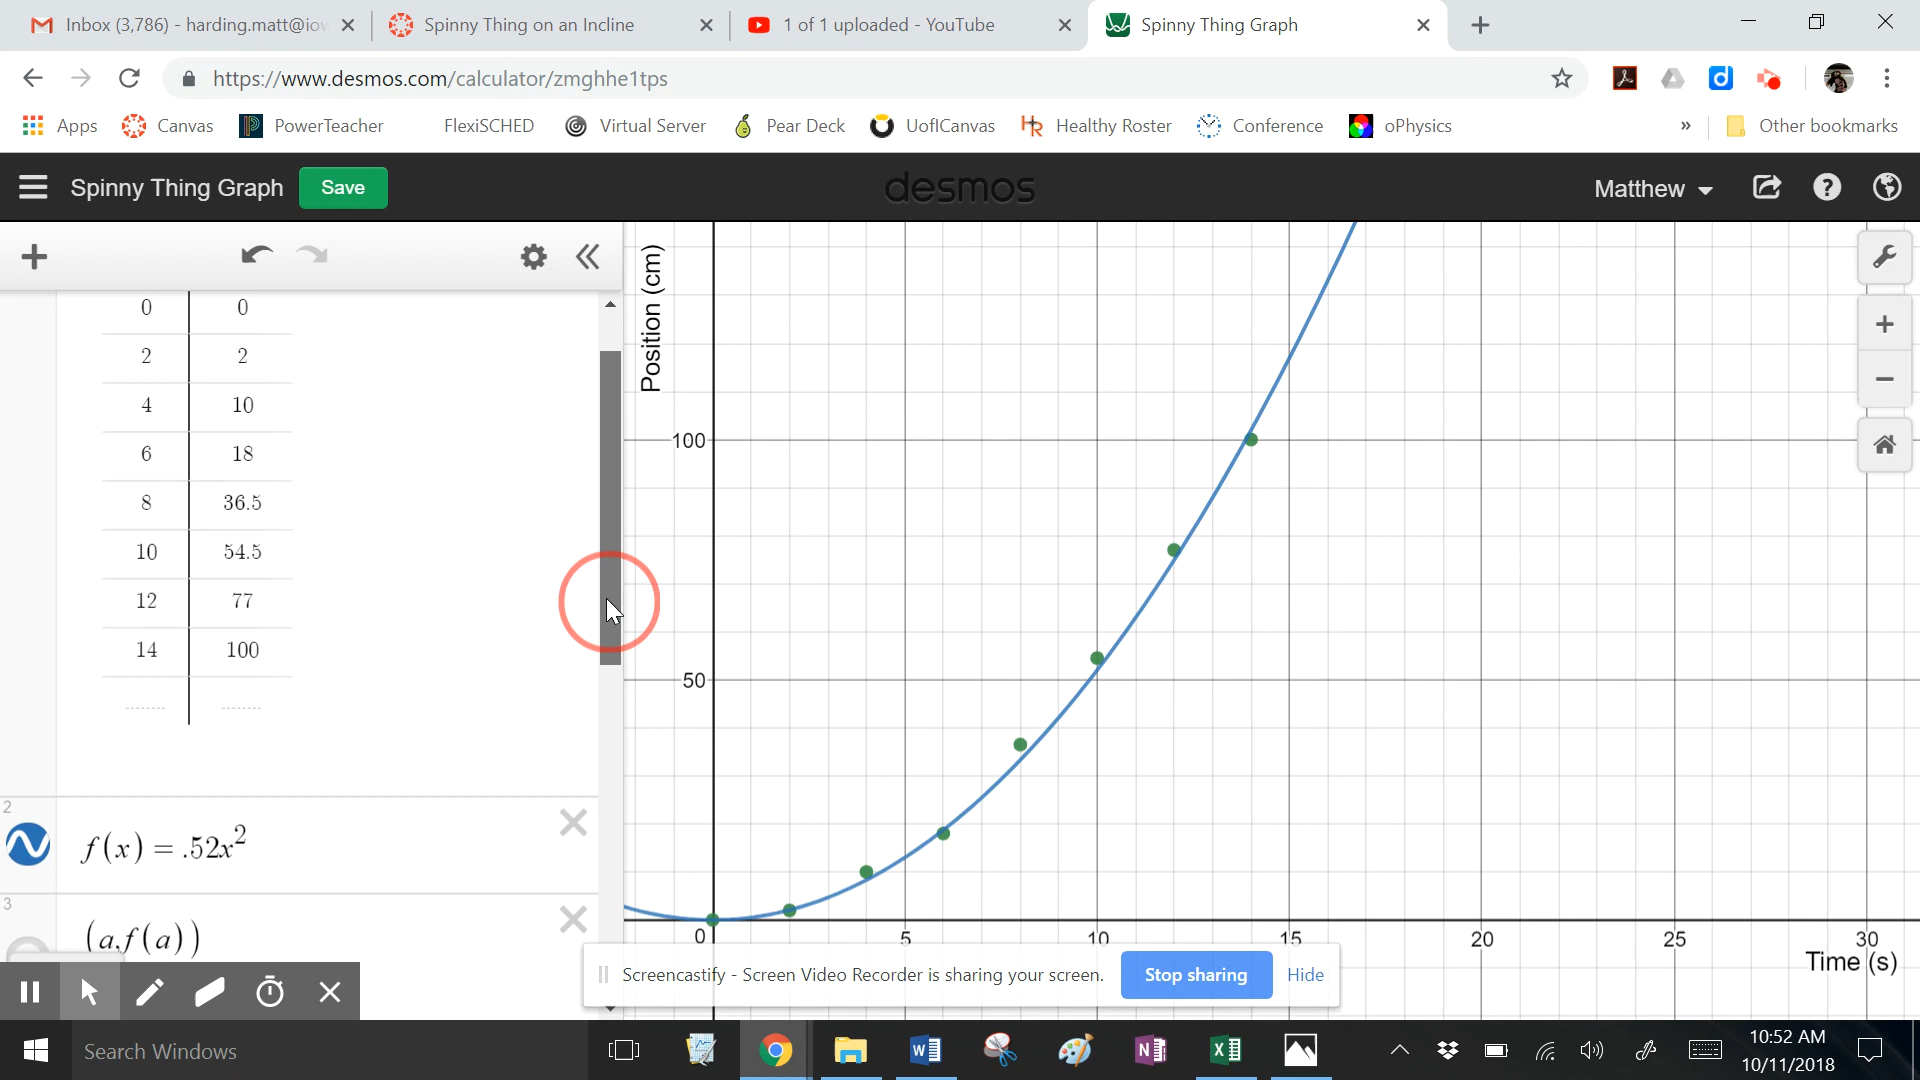 Inbox (3,786) - harding.matt@iow
Spinny Thing on an Incline
1 of 1 uploaded - YouTube
Spinny Thing Graph
https://www.desmos.com/calculator/zmghhe1tps
Apps Canvas PowerTeacher FlexiSCHED Virtual Server Pear Deck UofICanvas Healthy Roster Conference oPhysics » Other bookmarks
Spinny Thing Graph Save desmos Matthew
0 0
2 2
4 10
6 18
8 36.5
10 54.5
12 77
14 100
2
f(x) = .52x²
3
(a,f(a))
Position (cm)
100
50
0 5 10 15 20 25 30
Time (s)
Screencastify - Screen Video Recorder is sharing your screen. Stop sharing Hide
Search Windows
10:52 AM
10/11/2018